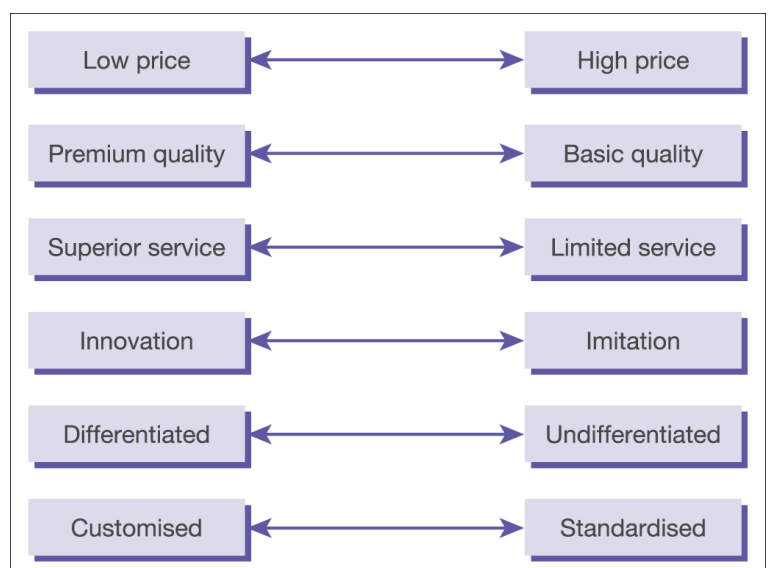 Low price High price
Premium quality Basic quality
Superior service Limited service
Innovation Imitation
Differentiated Undifferentiated
Customised Standardised